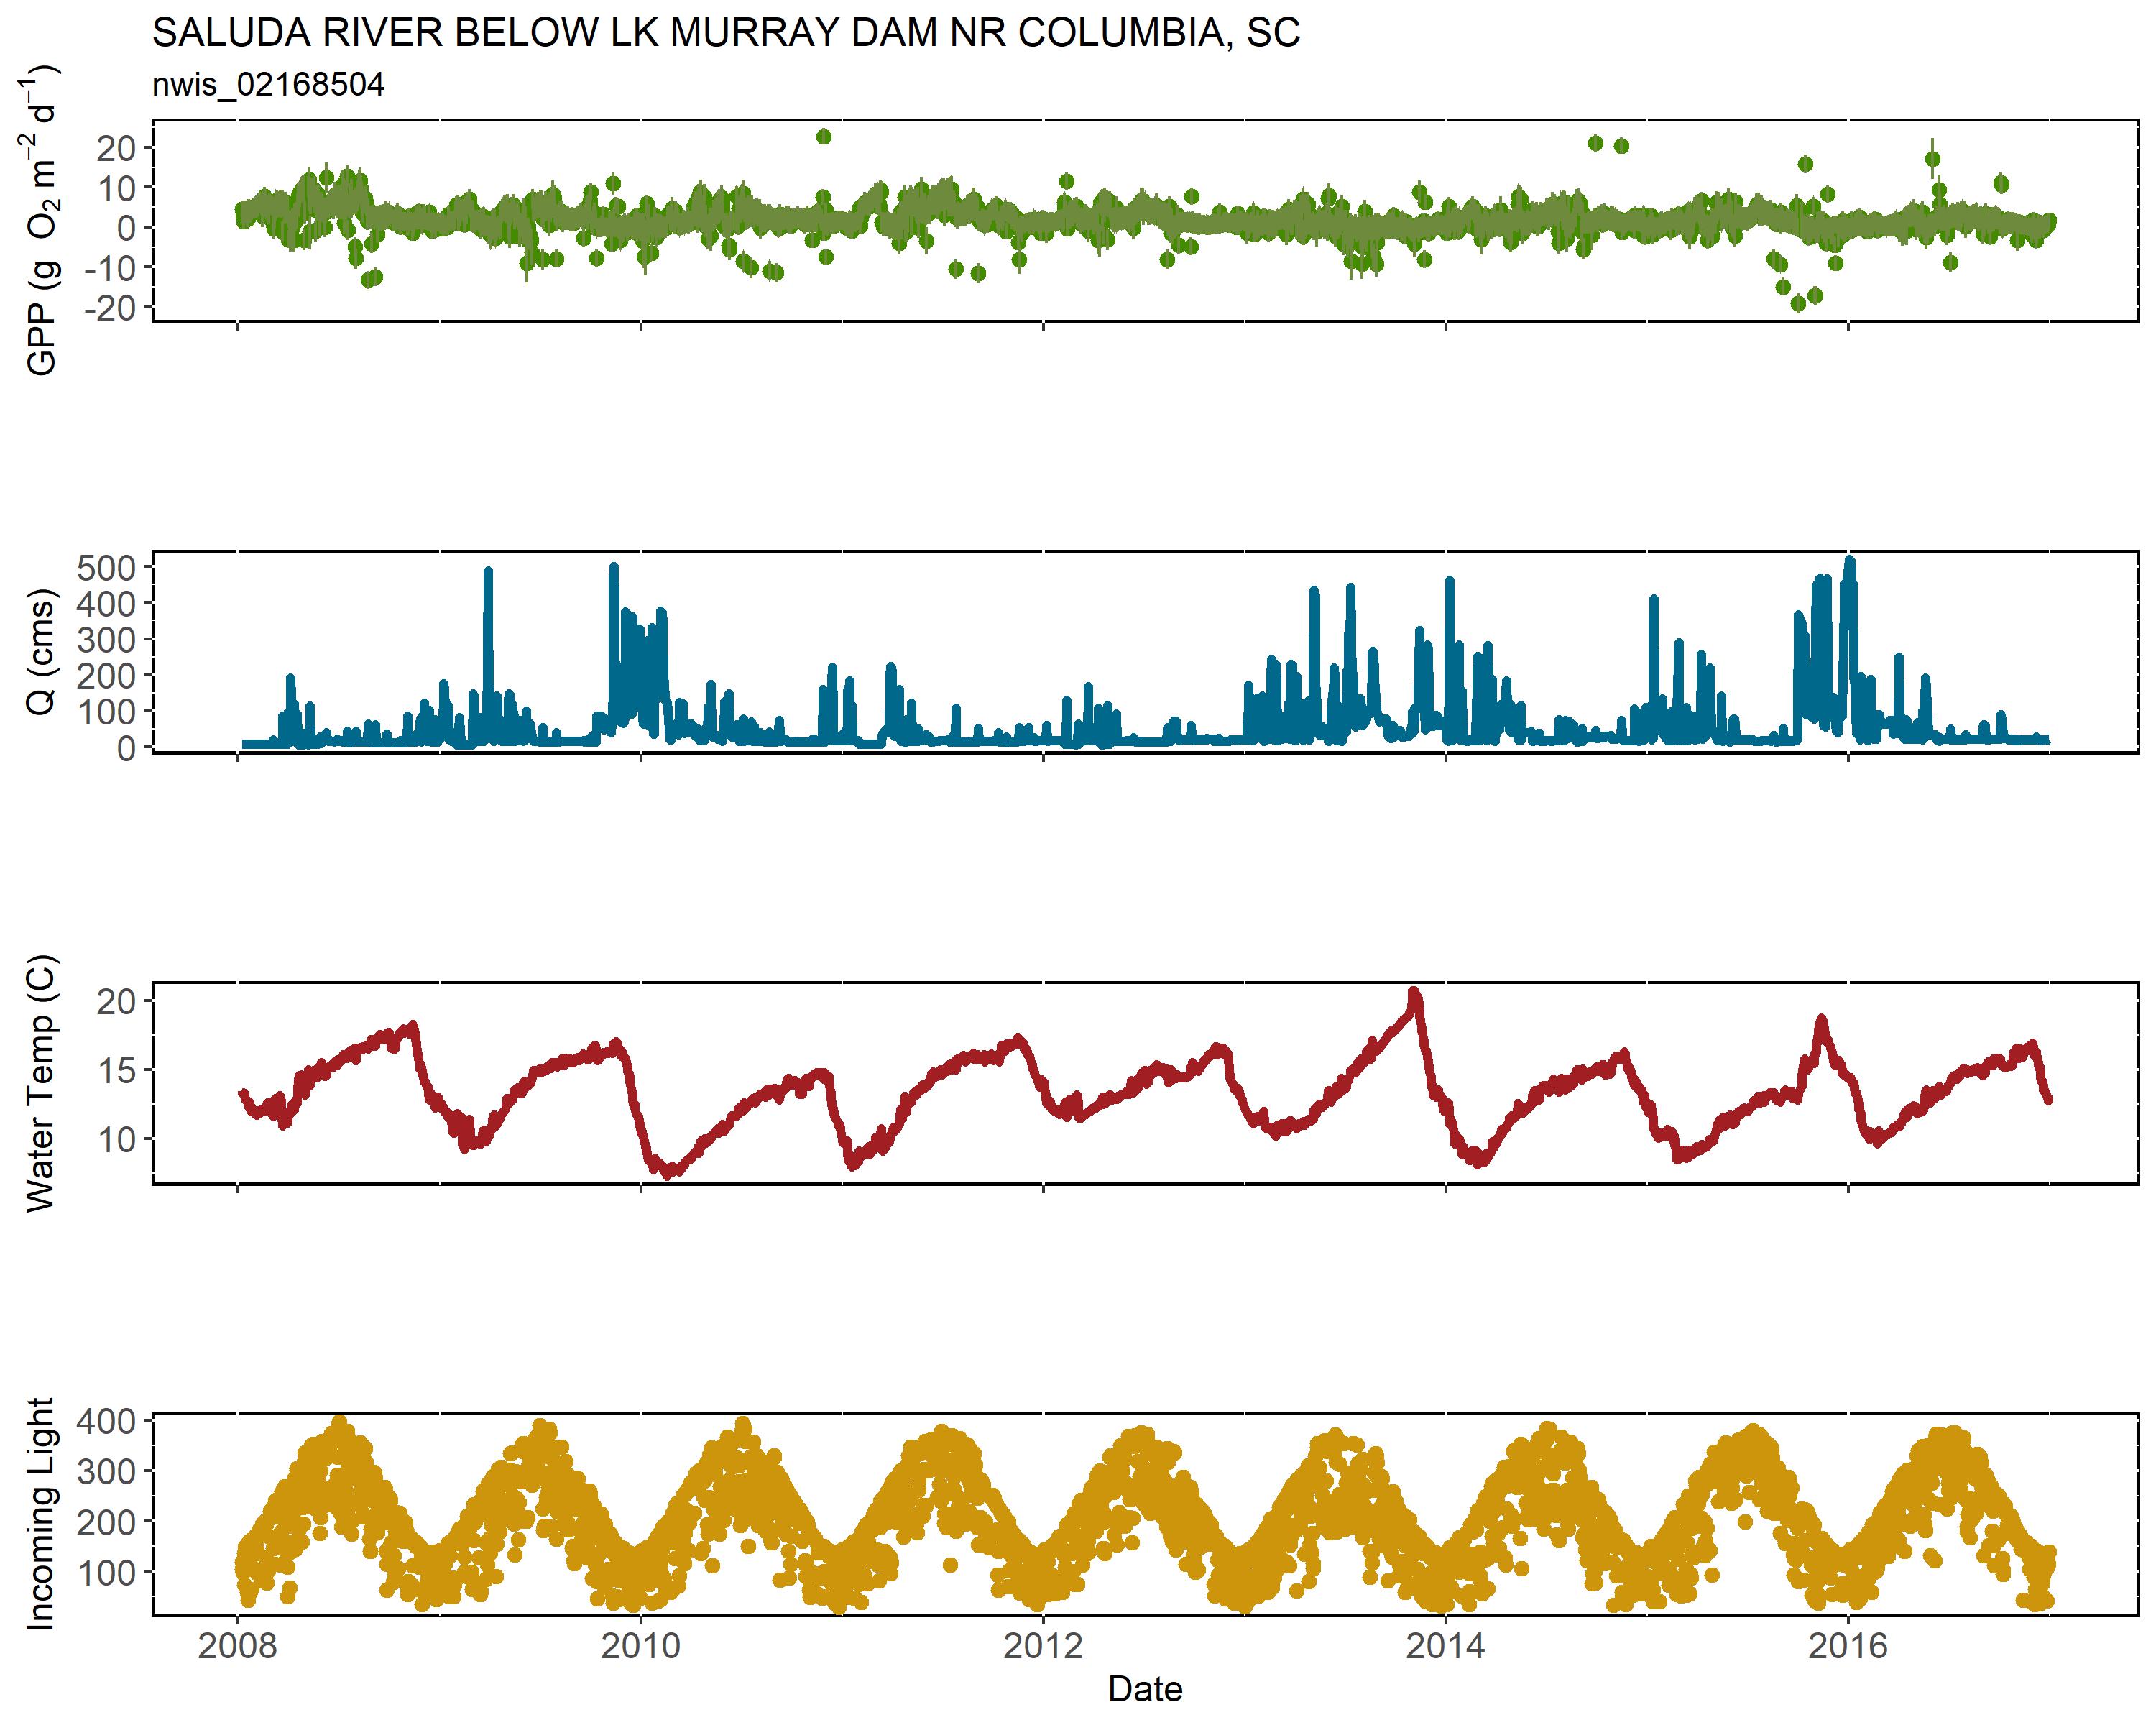 SALUDA RIVER BELOW LK MURRAY DAM NR COLUMBIA, SC
nwis_02168504
GPP (g O₂ m⁻² d⁻¹)
20
10
0
-10
-20
Q (cms)
500
400
300
200
100
0
Water Temp (C)
20
15
10
Incoming Light
400
300
200
100
2008 2010 2012 2014 2016
Date